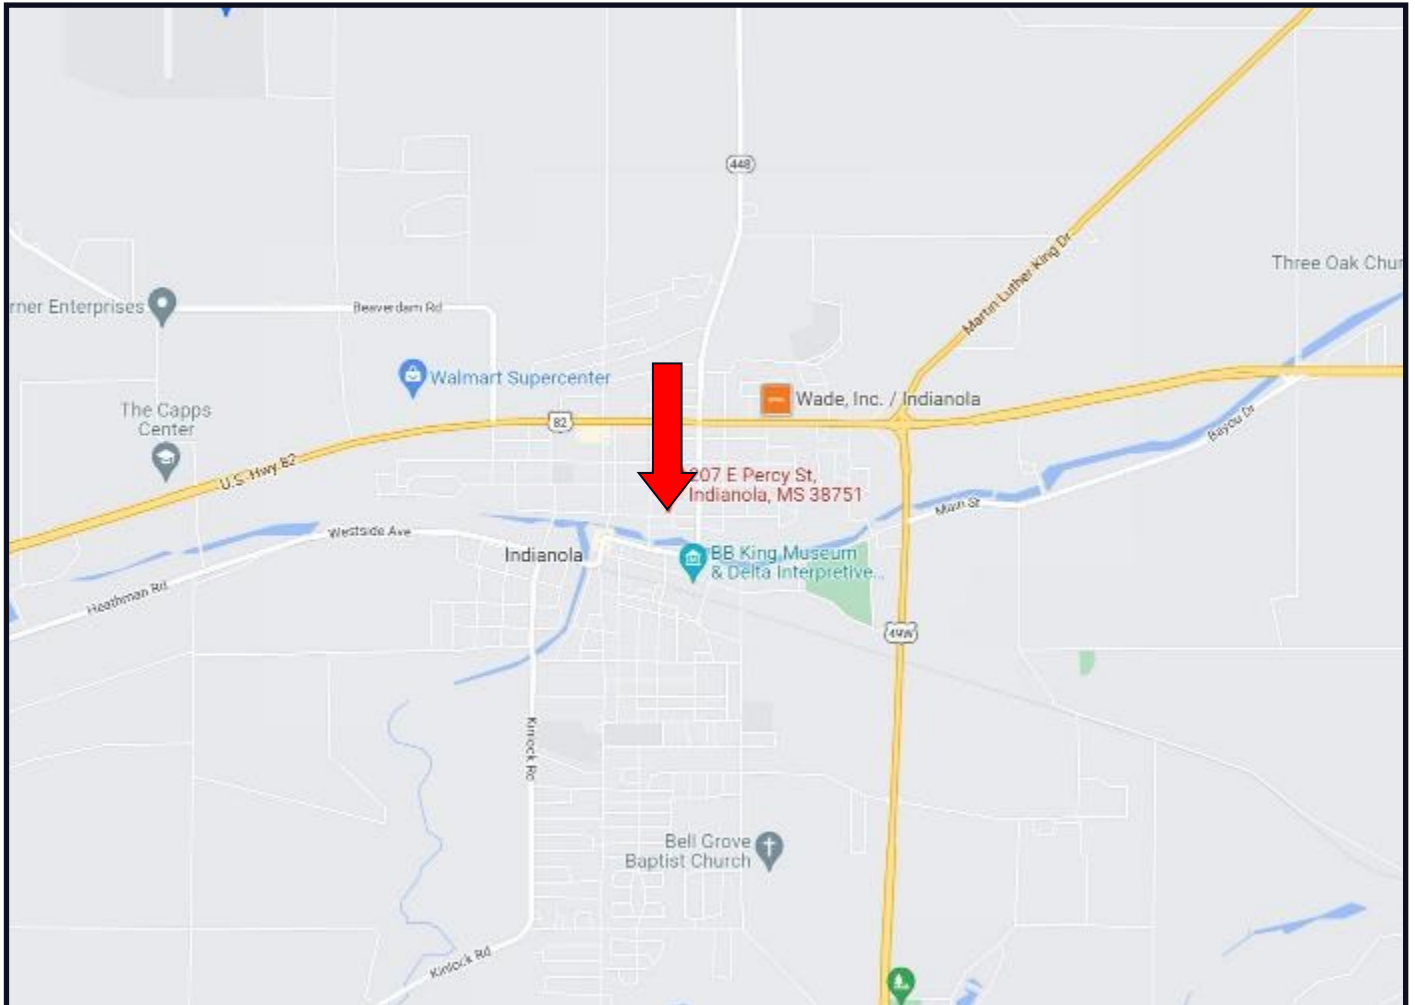 448
Martin Luther King Dr
Three Oak Chur
rner Enterprises
Beaverdam Rd
Walmart Supercenter
Wade, Inc. / Indianola
The Capps
Center
82
Bayou Dr
U.S. Hwy 82
207 E Percy St,
Indianola, MS 38751
Main St
Westside Ave
Indianola
BB King Museum
& Delta Interpretive...
Heathman Rd
49W
Kinlock Rd
Bell Grove
Baptist Church
Kinlock Rd